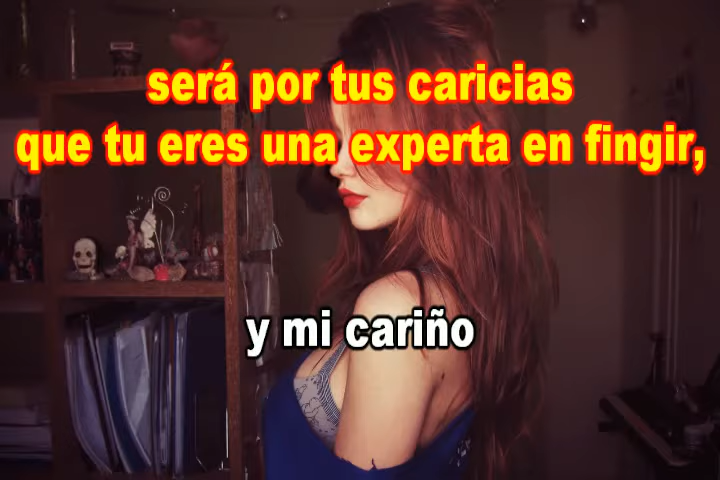 será por tus caricias
que tu eres una experta en fingir,
y mi cariño